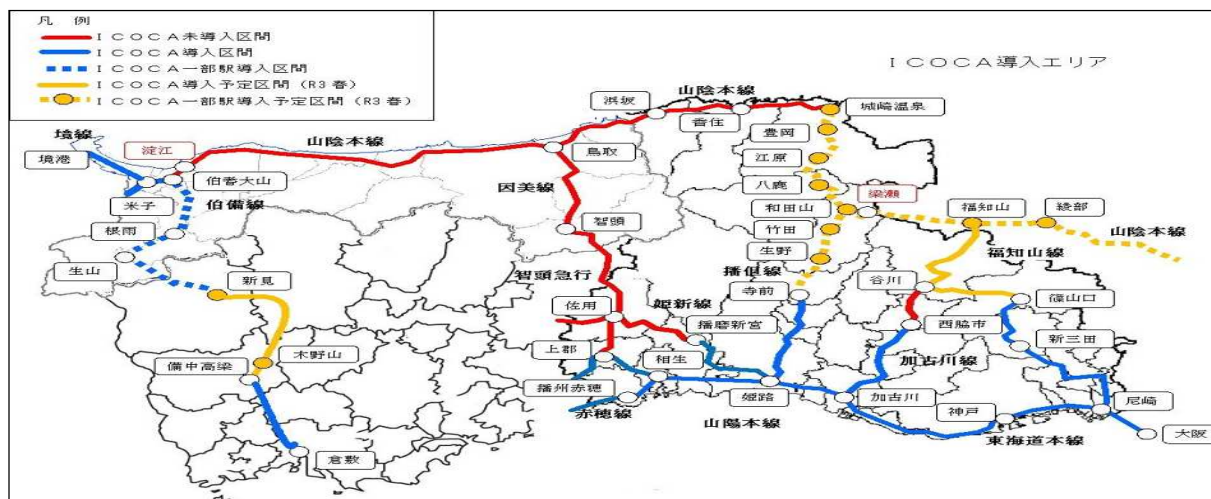 凡 例
ICOCA未導入区間
ICOCA導入区間
ICOCA一部駅導入区間
ICOCA導入予定区間(R3春)
ICOCA一部駅導入予定区間(R3春)
ICOCA導入エリア
浜坂
山陰本線
城崎温泉
香住
豊岡
境線
淀江
山陰本線
鳥取
江原
境港
伯耆大山
因美線
八鹿
梁瀬
米子
伯備線
智頭
和田山
福知山
綾部
根雨
竹田
山陰本線
生山
生野
福知山線
新見
智頭急行
播但線
谷川
佐用
姫新線
寺前
篠山口
播磨新宮
西脇市
上郡
相生
新三田
備中高梁
木野山
加古川線
播州赤穂
姫路
加古川
神戸
尼崎
赤穂線
山陽本線
東海道本線
大阪
倉敷